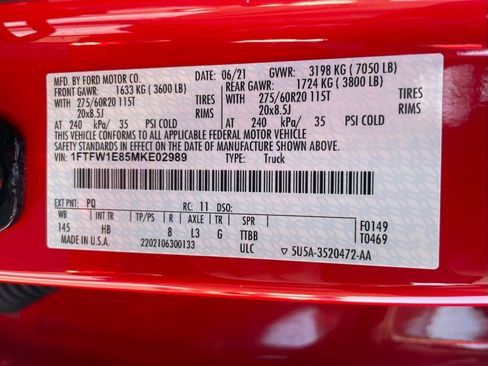 MFD. BY FORD MOTOR CO. DATE: 06/21 GVWR: 3198 KG ( 7050 LB)
FRONT GAWR: 1633 KG ( 3600 LB) REAR GAWR: 1724 KG ( 3800 LB)
WITH 275/60R20 115T TIRES WITH 275/60R20 115T TIRES
20x8.5J RIMS 20x8.5J RIMS
AT 240 kPa/ 35 PSI COLD AT 240 kPa/ 35 PSI COLD
THIS VEHICLE CONFORMS TO ALL APPLICABLE FEDERAL MOTOR VEHICLE
SAFETY STANDARDS IN EFFECT ON THE DATE OF MANUFACTURE SHOWN ABOVE.
VIN: 1FTFW1E85MKE02989 TYPE: Truck
EXT PNT: PQ RC: 11 DSO:
WB INT TR TP/PS R AXLE TR SPR F0149
145 HB 8 L3 G TTBB T0469
MADE IN U.S.A. 2202106300133 ULC 5U5A-3520472-AA